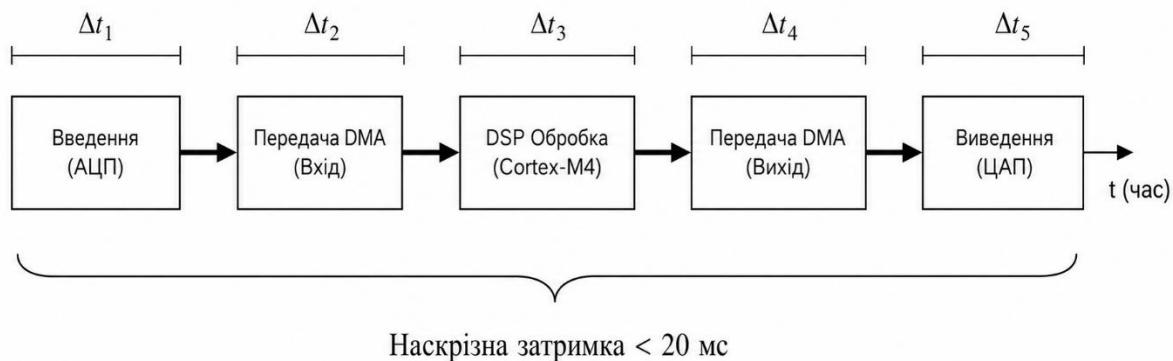 Δt₁ Δt₂ Δt₃ Δt₄ Δt₅
Введення
(АЦП)
Передача DMA
(Вхід)
DSP Обробка
(Cortex-M4)
Передача DMA
(Вихід)
Виведення
(ЦАП)
t (час)
Наскрізна затримка < 20 мс